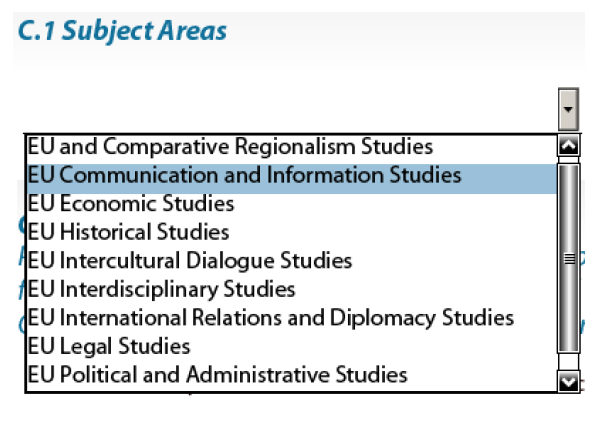 C.1 Subject Areas
EU and Comparative Regionalism Studies
EU Communication and Information Studies
EU Economic Studies
EU Historical Studies
EU Intercultural Dialogue Studies
EU Interdisciplinary Studies
EU International Relations and Diplomacy Studies
EU Legal Studies
EU Political and Administrative Studies